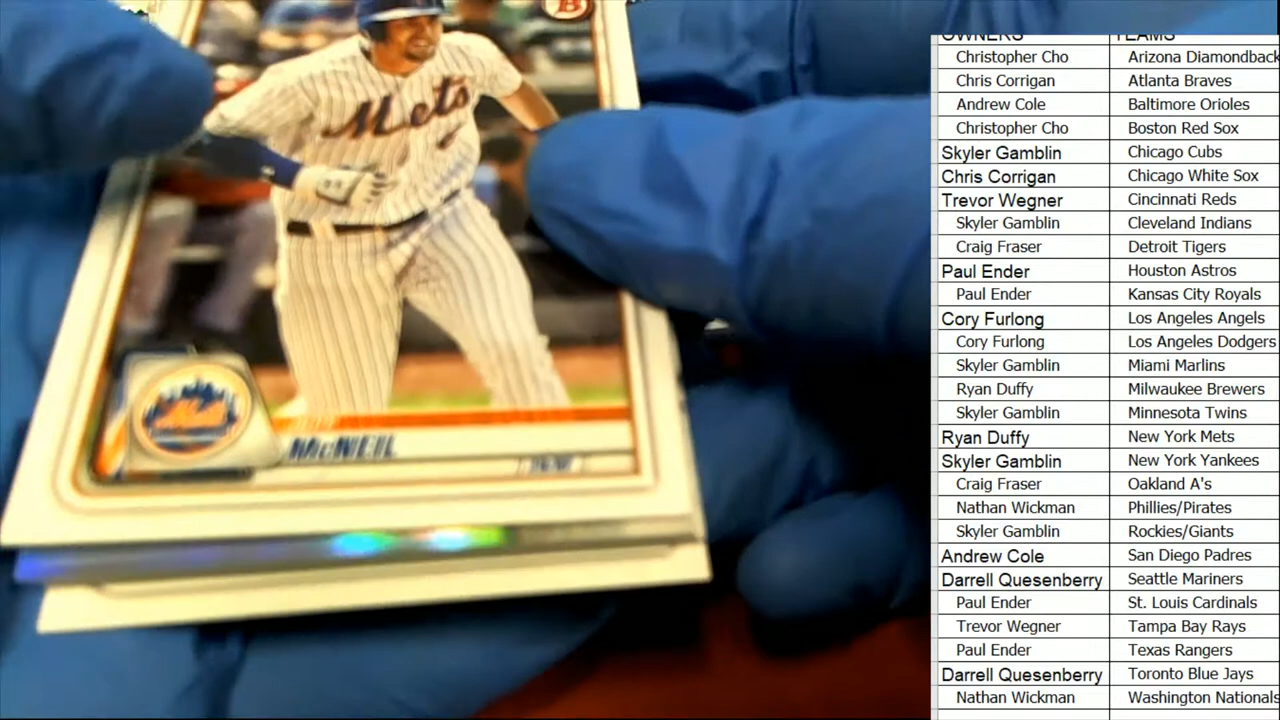 B
Mets
Mets
McNEIL
OWNERS TEAMS
Christopher Cho Arizona Diamondback
Chris Corrigan Atlanta Braves
Andrew Cole Baltimore Orioles
Christopher Cho Boston Red Sox
Skyler Gamblin Chicago Cubs
Chris Corrigan Chicago White Sox
Trevor Wegner Cincinnati Reds
Skyler Gamblin Cleveland Indians
Craig Fraser Detroit Tigers
Paul Ender Houston Astros
Paul Ender Kansas City Royals
Cory Furlong Los Angeles Angels
Cory Furlong Los Angeles Dodgers
Skyler Gamblin Miami Marlins
Ryan Duffy Milwaukee Brewers
Skyler Gamblin Minnesota Twins
Ryan Duffy New York Mets
Skyler Gamblin New York Yankees
Craig Fraser Oakland A's
Nathan Wickman Phillies/Pirates
Skyler Gamblin Rockies/Giants
Andrew Cole San Diego Padres
Darrell Quesenberry Seattle Mariners
Paul Ender St. Louis Cardinals
Trevor Wegner Tampa Bay Rays
Paul Ender Texas Rangers
Darrell Quesenberry Toronto Blue Jays
Nathan Wickman Washington Nationals